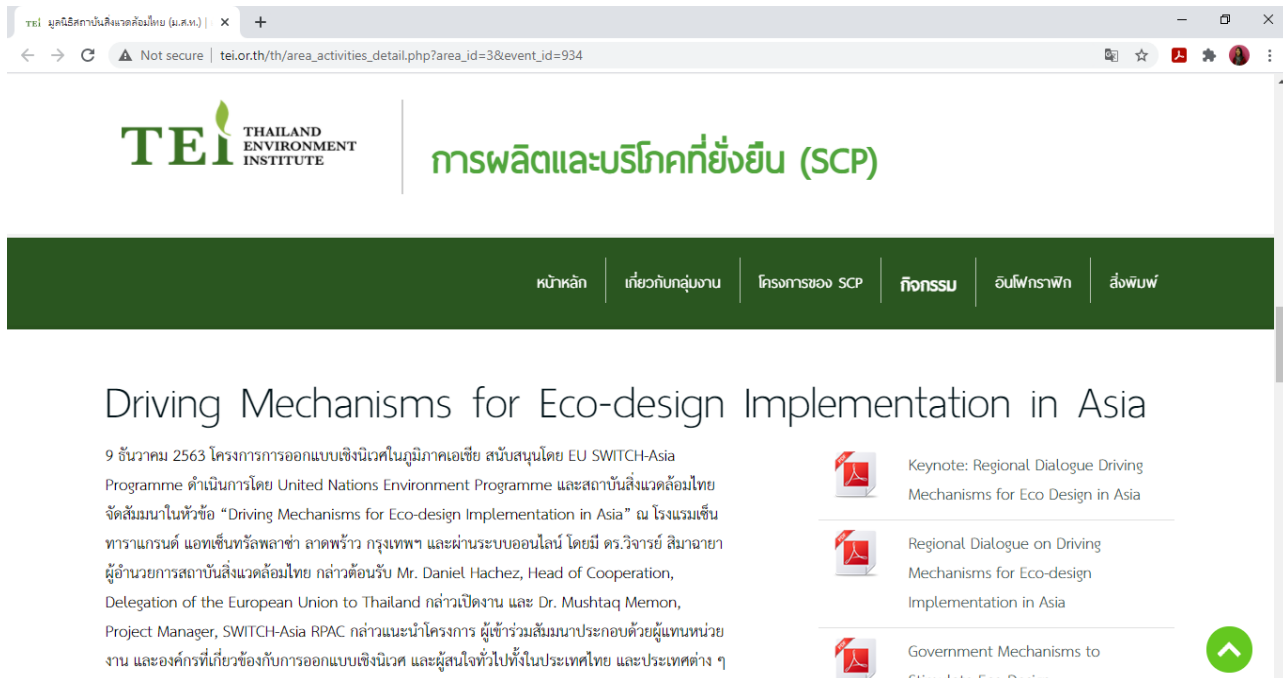 TEI มูลนิธิสถาบันสิ่งแวดล้อมไทย (ม.ส.ท.) |
Not secure | tei.or.th/th/area_activities_detail.php?area_id=3&event_id=934
TEI THAILAND
ENVIRONMENT
INSTITUTE
การผลิตและบริโภคที่ยั่งยืน (SCP)
หน้าหลัก เกี่ยวกับกลุ่มงาน โครงการของ SCP กิจกรรม อินโฟกราฟิก สิ่งพิมพ์
Driving Mechanisms for Eco-design Implementation in Asia
9 ธันวาคม 2563 โครงการการออกแบบเชิงนิเวศในภูมิภาคเอเชีย สนับสนุนโดย EU SWITCH-Asia
Programme ดำเนินการโดย United Nations Environment Programme และสถาบันสิ่งแวดล้อมไทย
จัดสัมมนาในหัวข้อ “Driving Mechanisms for Eco-design Implementation in Asia” ณ โรงแรมเซ็น
ทาราแกรนด์ แอทเซ็นทรัลพลาซ่า ลาดพร้าว กรุงเทพฯ และผ่านระบบออนไลน์ โดยมี ดร.วิจารย์ สิมาฉายา
ผู้อำนวยการสถาบันสิ่งแวดล้อมไทย กล่าวต้อนรับ Mr. Daniel Hachez, Head of Cooperation,
Delegation of the European Union to Thailand กล่าวเปิดงาน และ Dr. Mushtaq Memon,
Project Manager, SWITCH-Asia RPAC กล่าวแนะนำโครงการ ผู้เข้าร่วมสัมมนาประกอบด้วยผู้แทนหน่วย
งาน และองค์กรที่เกี่ยวข้องกับการออกแบบเชิงนิเวศ และผู้สนใจทั่วไปทั้งในประเทศไทย และประเทศต่าง ๆ
PDF
Keynote: Regional Dialogue Driving
Mechanisms for Eco Design in Asia
PDF
Regional Dialogue on Driving
Mechanisms for Eco-design
Implementation in Asia
PDF
Government Mechanisms to
Stimulate Eco Design